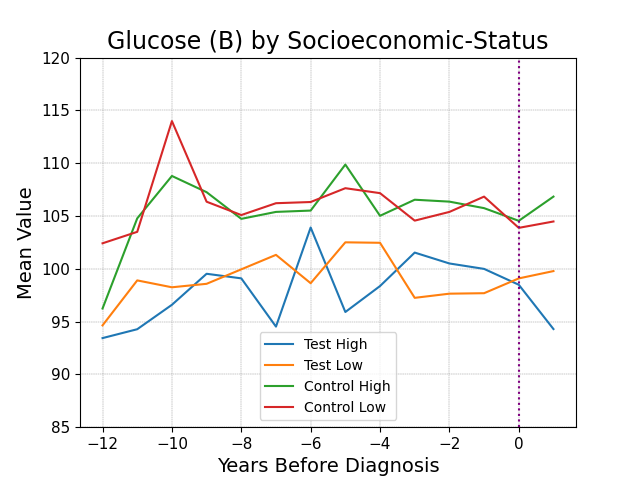 Glucose (B) by Socioeconomic-Status
120
115
110
105
100
95
90
85
Mean Value
Test High
Test Low
Control High
Control Low
−12
−10
−8
−6
−4
−2
0
Years Before Diagnosis